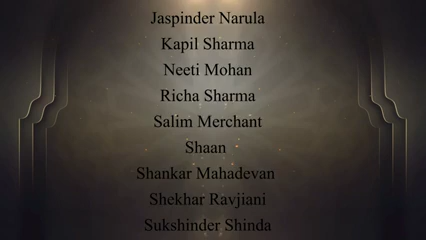 Jaspinder Narula
Kapil Sharma
Neeti Mohan
Richa Sharma
Salim Merchant
Shaan
Shankar Mahadevan
Shekhar Ravjiani
Sukshinder Shinda